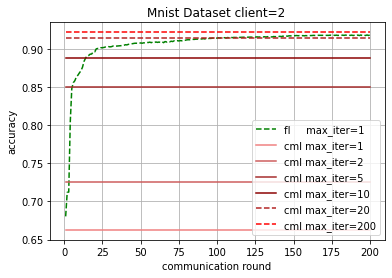 Mnist Dataset client=2
accuracy
0.90
0.85
0.80
0.75
0.70
0.65
fl max_iter=1
cml max_iter=1
cml max_iter=2
cml max_iter=5
cml max_iter=10
cml max_iter=20
cml max_iter=200
0 25 50 75 100 125 150 175 200
communication round